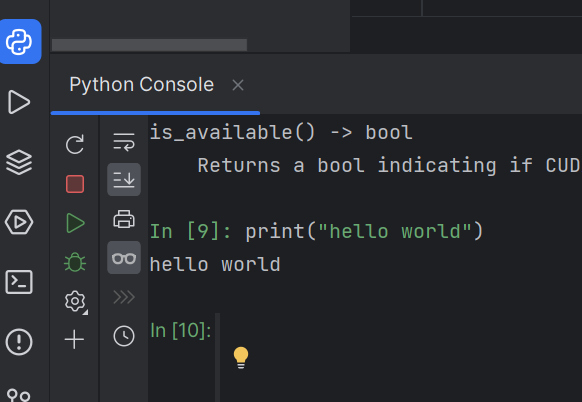 Python Console
is_available() -> bool
Returns a bool indicating if CUD
In [9]: print("hello world")
hello world
In [10]: